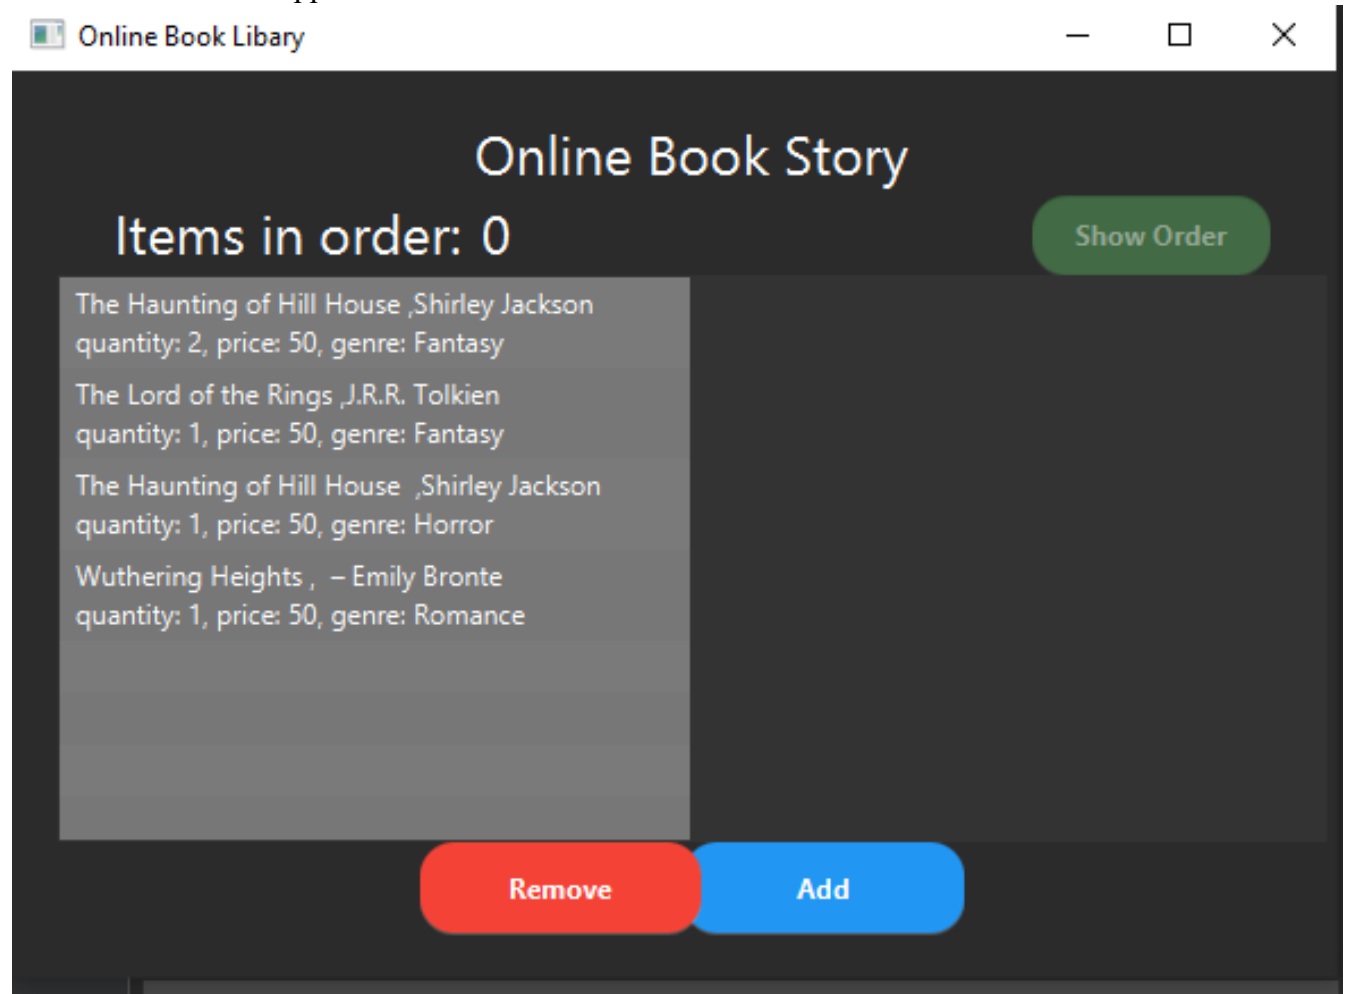 Online Book Libary
Online Book Story
Items in order: 0
Show Order
The Haunting of Hill House ,Shirley Jackson
quantity: 2, price: 50, genre: Fantasy
The Lord of the Rings ,J.R.R. Tolkien
quantity: 1, price: 50, genre: Fantasy
The Haunting of Hill House  ,Shirley Jackson
quantity: 1, price: 50, genre: Horror
Wuthering Heights ,  – Emily Bronte
quantity: 1, price: 50, genre: Romance
Remove
Add